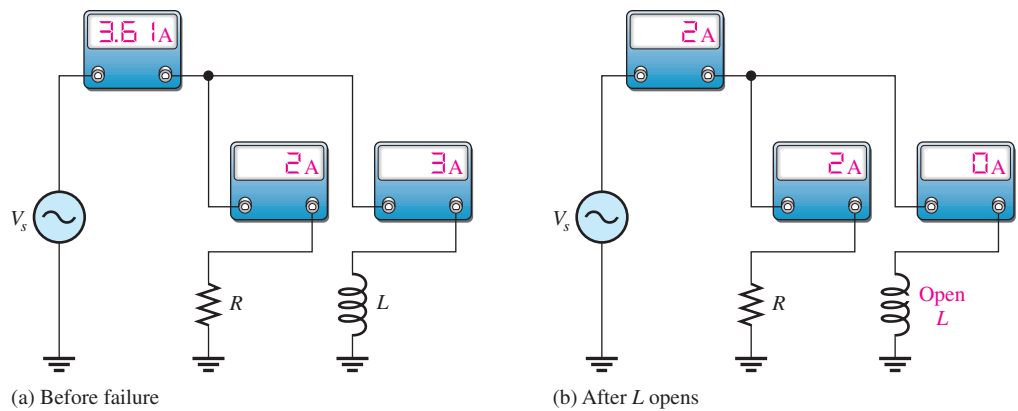 3.61A
2A
3A
Vs
R
L
(a) Before failure
2A
2A
0A
Vs
R
Open
L
(b) After L opens